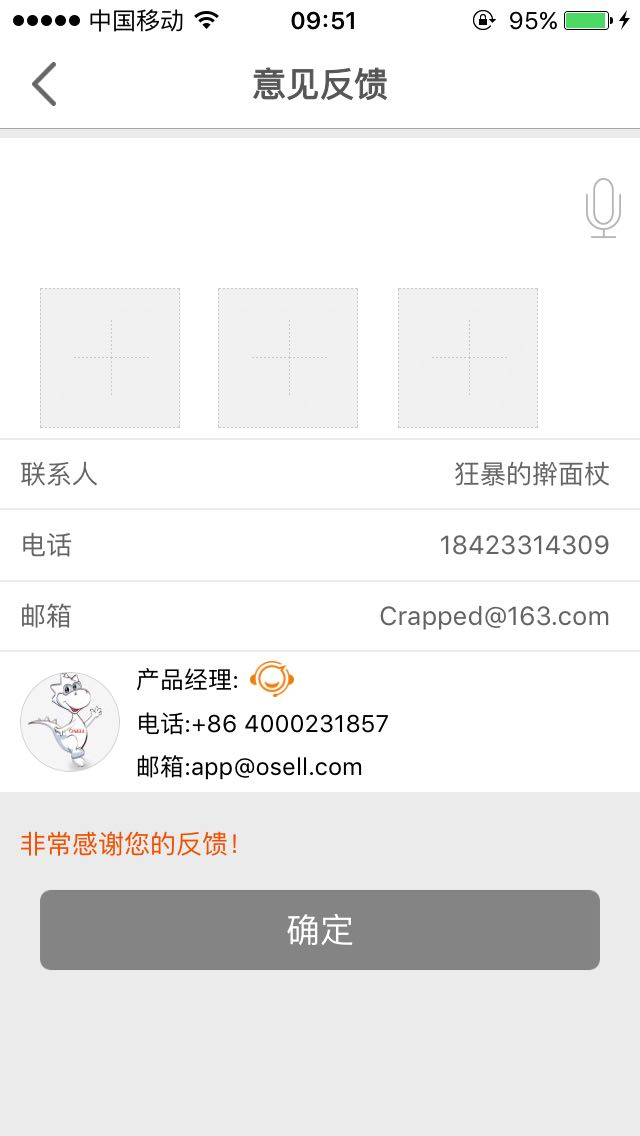 中国移动 09:51 95%
意见反馈
联系人 狂暴的擀面杖
电话 18423314309
邮箱 Crapped@163.com
产品经理:
电话:+86 4000231857
邮箱:app@osell.com
非常感谢您的反馈！
确定